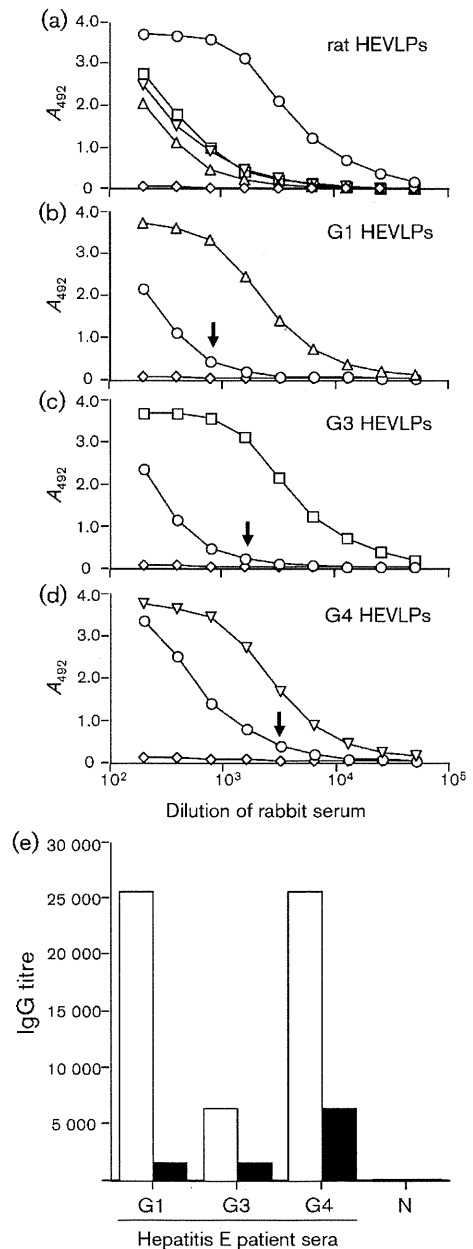 (a)
rat HEVLPs
A492
4.0
3.0
2.0
1.0
0
(b)
G1 HEVLPs
A492
4.0
3.0
2.0
1.0
0
(c)
G3 HEVLPs
A492
4.0
3.0
2.0
1.0
0
(d)
G4 HEVLPs
A492
4.0
3.0
2.0
1.0
0
10² 10³ 10⁴ 10⁵
Dilution of rabbit serum
(e)
IgG titre
30 000
25 000
20 000
15 000
10 000
5 000
G1 G3 G4 N
Hepatitis E patient sera